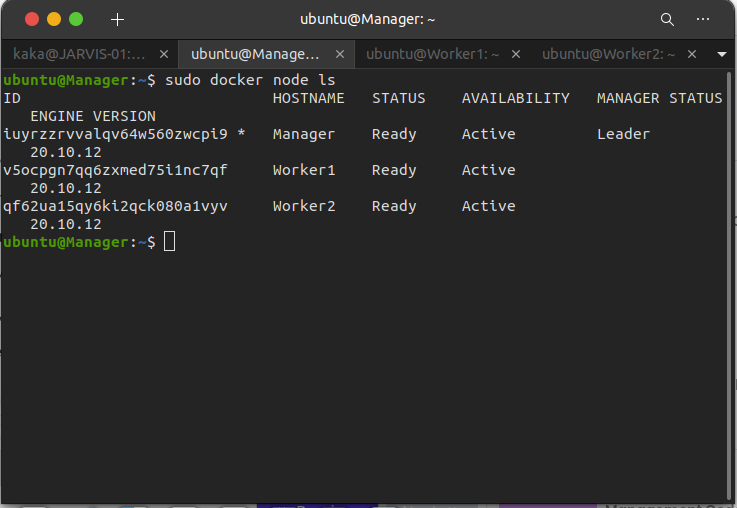 ubuntu@Manager: ~
kaka@JARVIS-01:... ubuntu@Manage... ubuntu@Worker1: ~ ubuntu@Worker2: ~
ubuntu@Manager:~$ sudo docker node ls
ID HOSTNAME STATUS AVAILABILITY MANAGER STATUS
ENGINE VERSION
iuyrzzrvvalqv64w560zwcpi9 * Manager Ready Active Leader
20.10.12
v5ocpgn7qq6zxmed75i1nc7qf Worker1 Ready Active
20.10.12
qf62ua15qy6ki2qck080a1vyv Worker2 Ready Active
20.10.12
ubuntu@Manager:~$